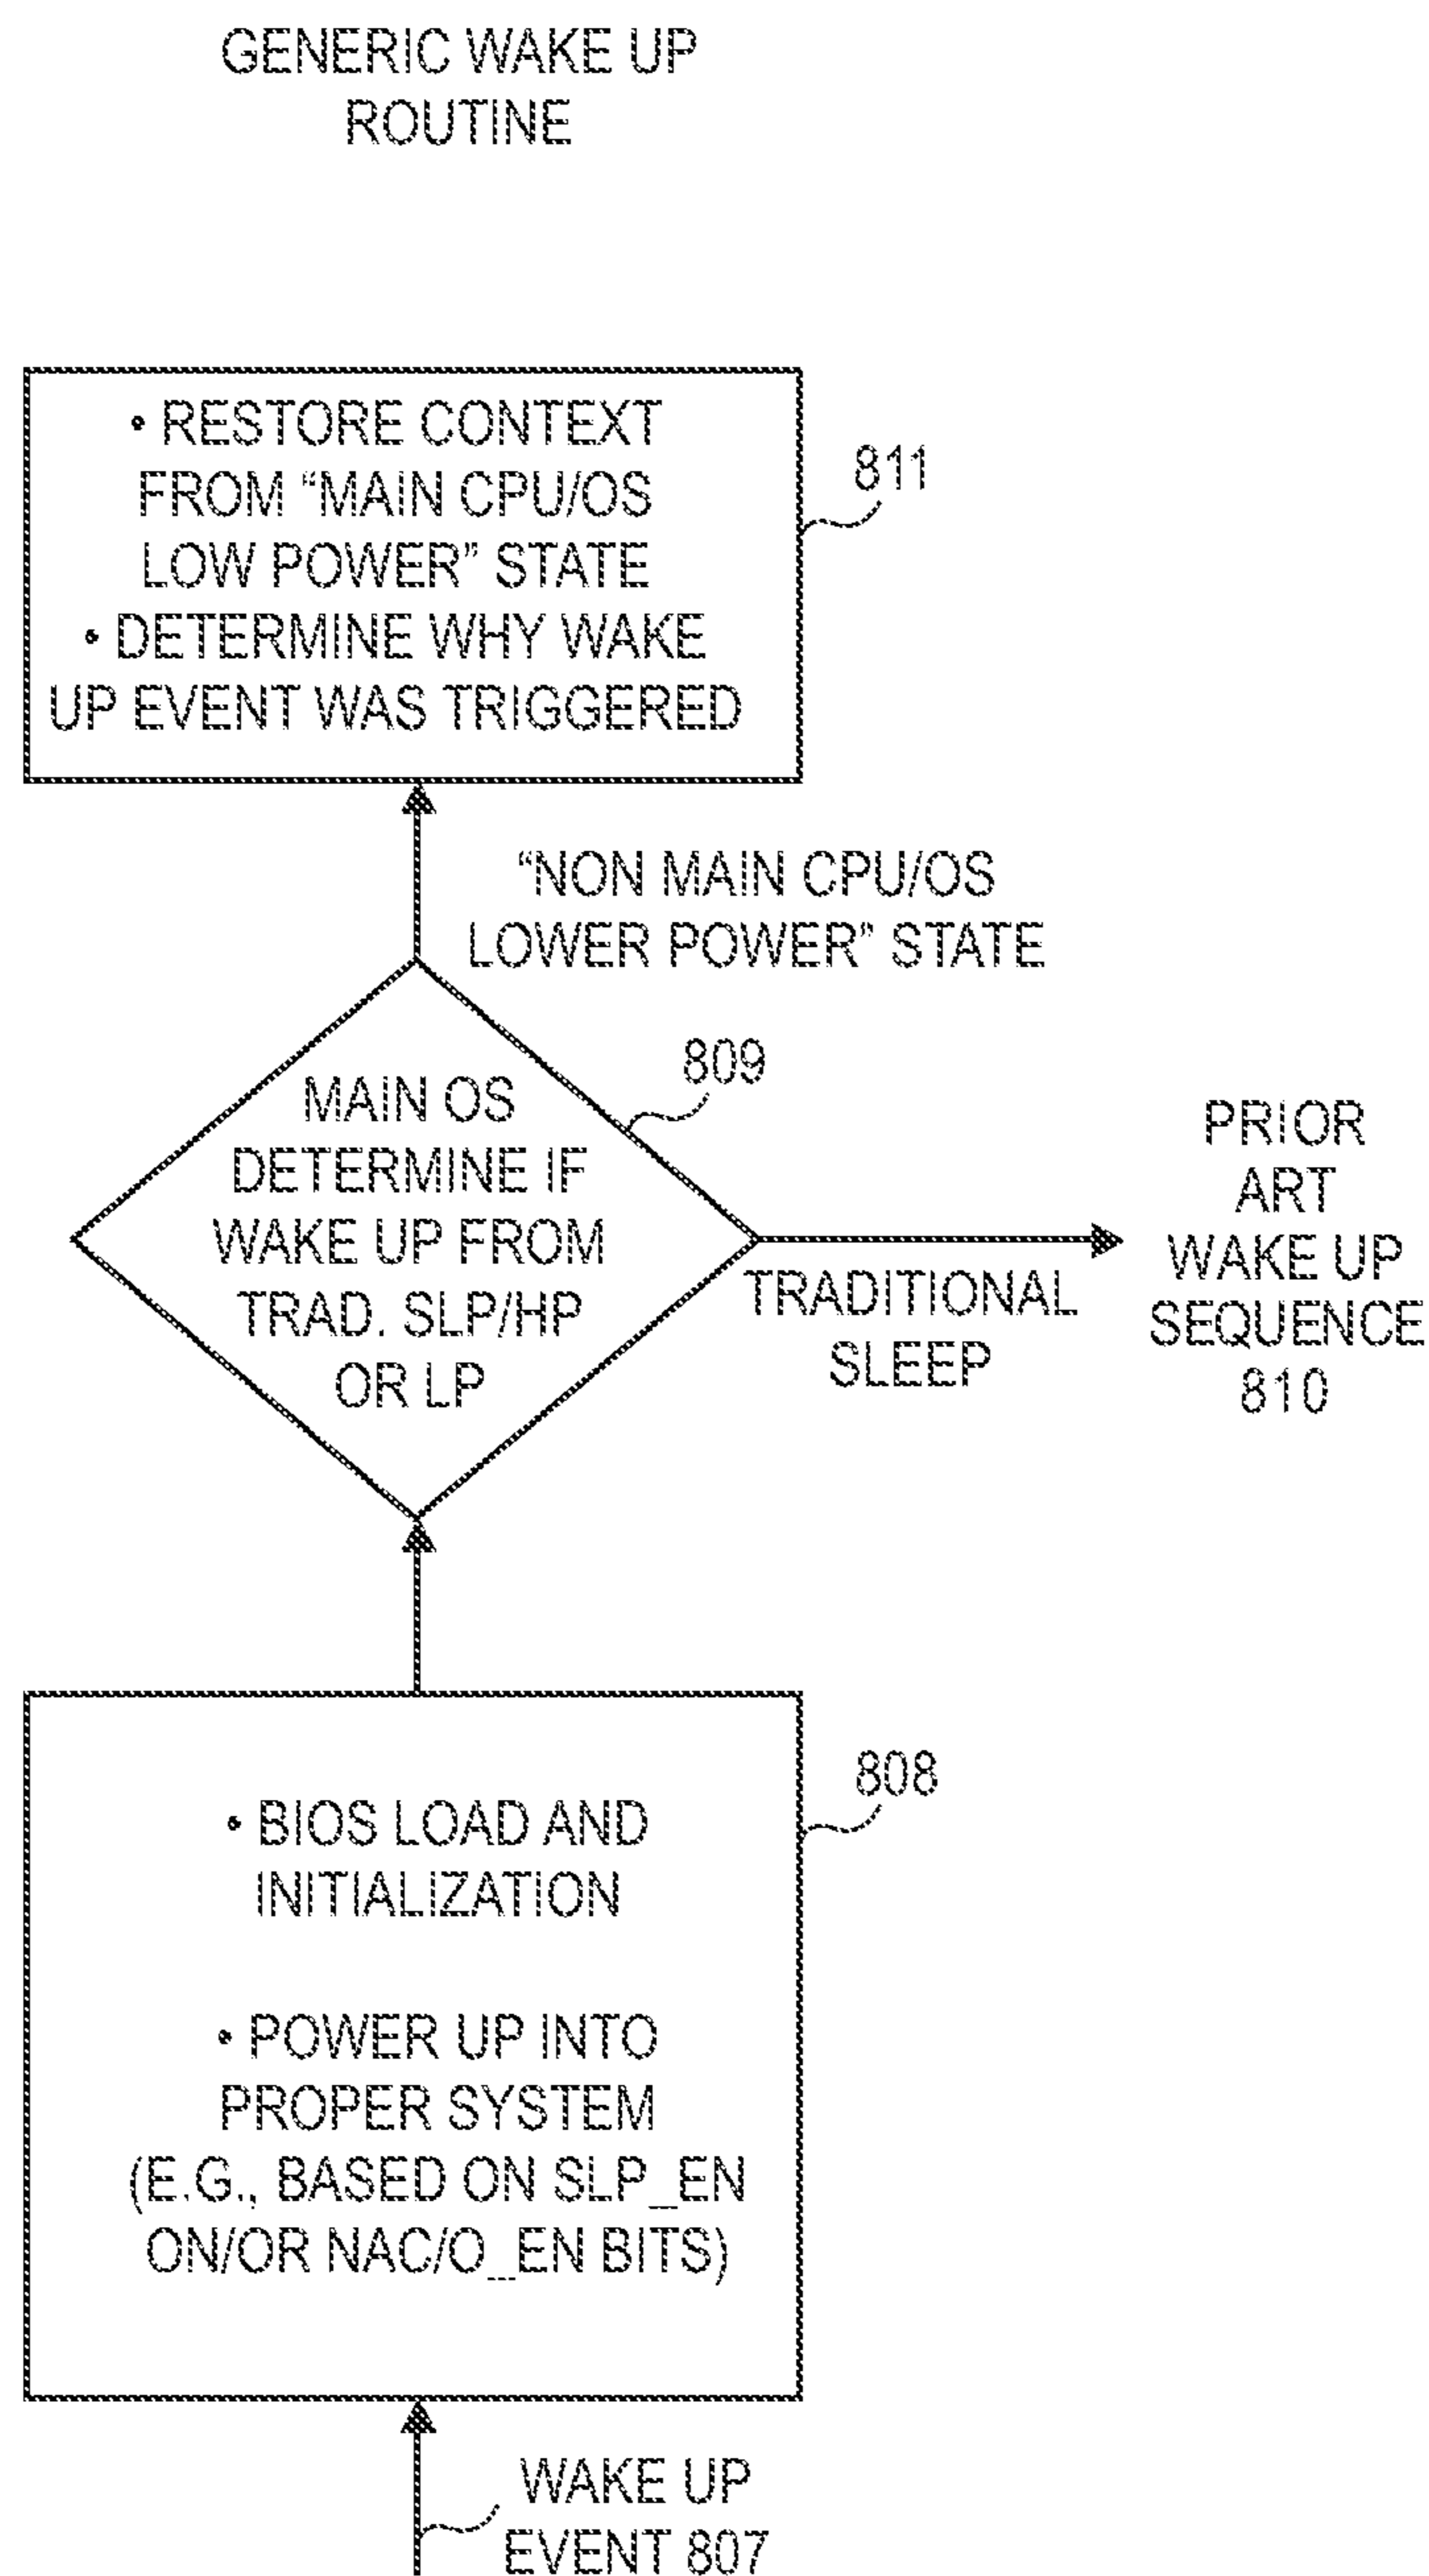 GENERIC WAKE UP
ROUTINE
• RESTORE CONTEXT
FROM “MAIN CPU/OS
LOW POWER” STATE
• DETERMINE WHY WAKE
UP EVENT WAS TRIGGERED
811
“NON MAIN CPU/OS
LOWER POWER” STATE
809
MAIN OS
DETERMINE IF
WAKE UP FROM
TRAD. SLP/HP
OR LP
TRADITIONAL
SLEEP
PRIOR
ART
WAKE UP
SEQUENCE
810
808
• BIOS LOAD AND
INITIALIZATION
• POWER UP INTO
PROPER SYSTEM
(E.G., BASED ON SLP_EN
ON/OR NAC/O_EN BITS)
WAKE UP
EVENT 807